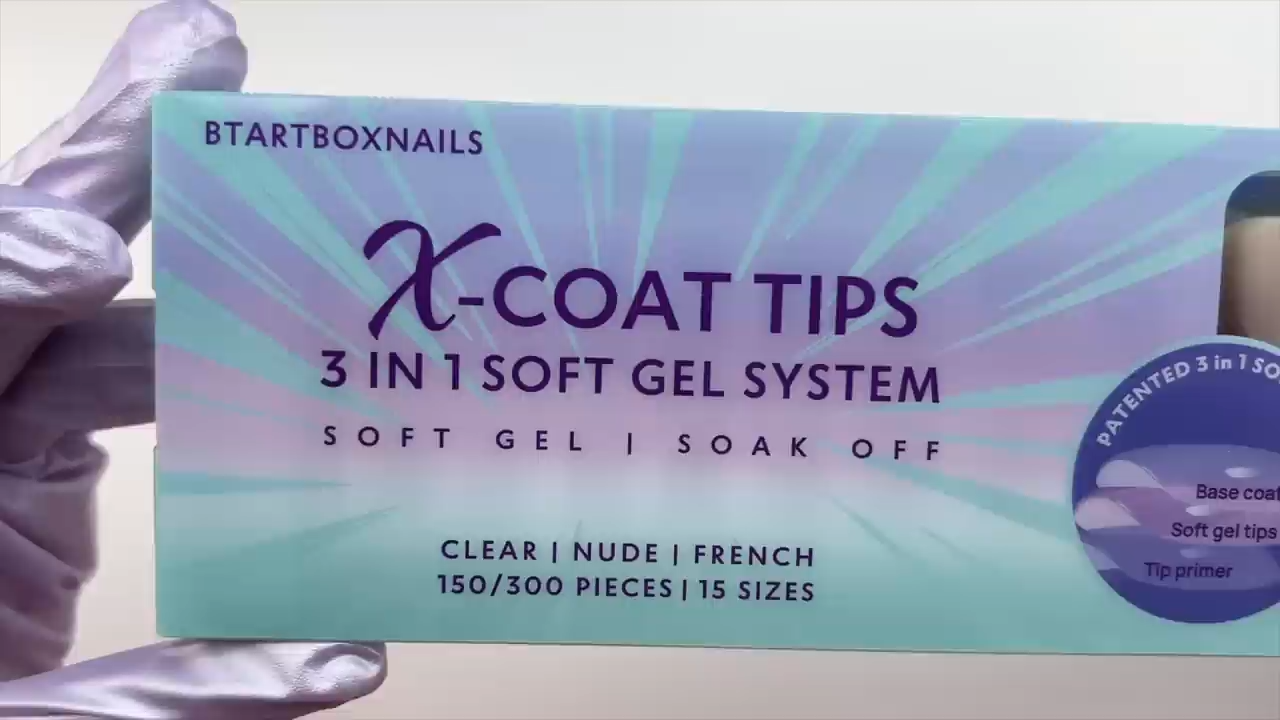 BTARTBOXNAILS
X-COAT TIPS
3 IN 1 SOFT GEL SYSTEM
SOFT GEL | SOAK OFF
CLEAR | NUDE | FRENCH
150/300 PIECES | 15 SIZES
PATENTED 3 in 1
Base
Soft gel tips
Tip primer